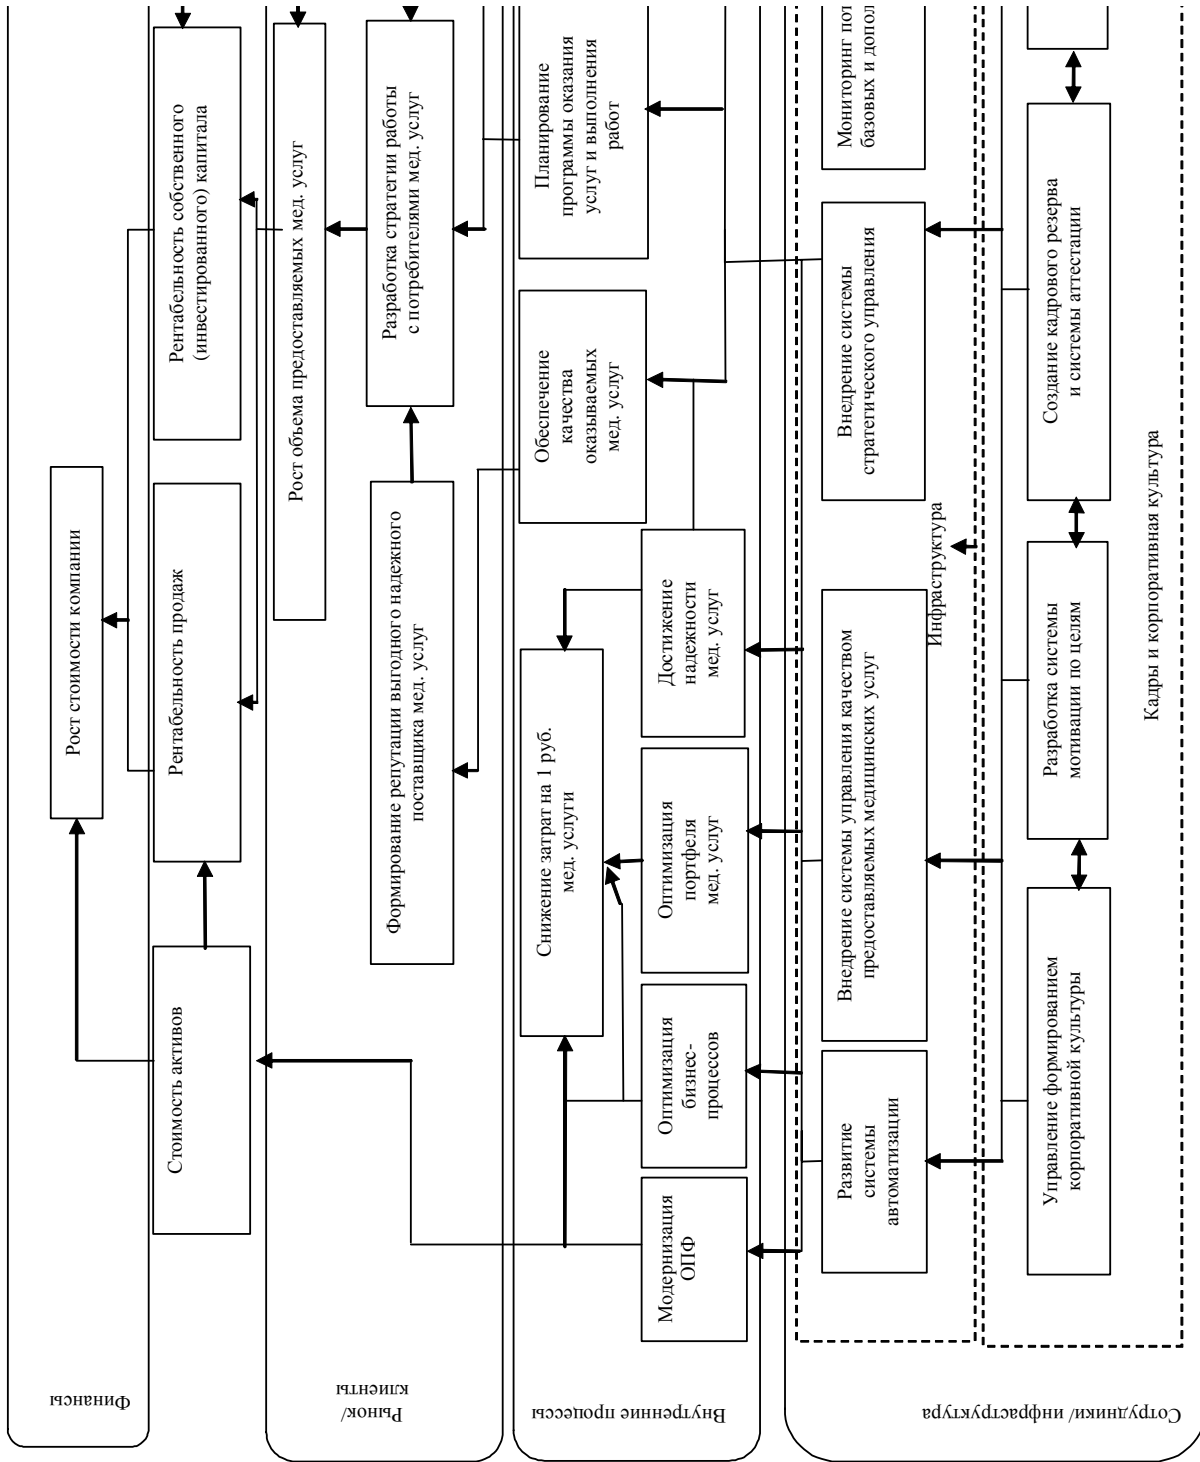 Финансы
Рост стоимости компании
Стоимость активов
Рентабельность продаж
Рентабельность собственного
(инвестированного) капитала
Рынок/
клиенты
Рост объема предоставляемых мед. услуг
Формирование репутации выгодного надежного
поставщика мед. услуг
Разработка стратегии работы
с потребителями мед. услуг
Внутренние процессы
Снижение затрат на 1 руб.
мед. услуги
Обеспечение
качества
оказываемых
мед. услуг
Планирование
программы оказания
услуг и выполнения
работ
Модернизация
ОПФ
Оптимизация
бизнес-
процессов
Оптимизация
портфеля
мед. услуг
Достижение
надежности
мед. услуг
Сотрудники/ инфраструктура
Развитие
системы
автоматизации
Внедрение системы управления качеством
предоставляемых медицинских услуг
Внедрение системы
стратегического управления
Мониторинг пот
базовых и допол
Инфраструктура
Управление формированием
корпоративной культуры
Разработка системы
мотивации по целям
Создание кадрового резерва
и системы аттестации
Кадры и корпоративная культура